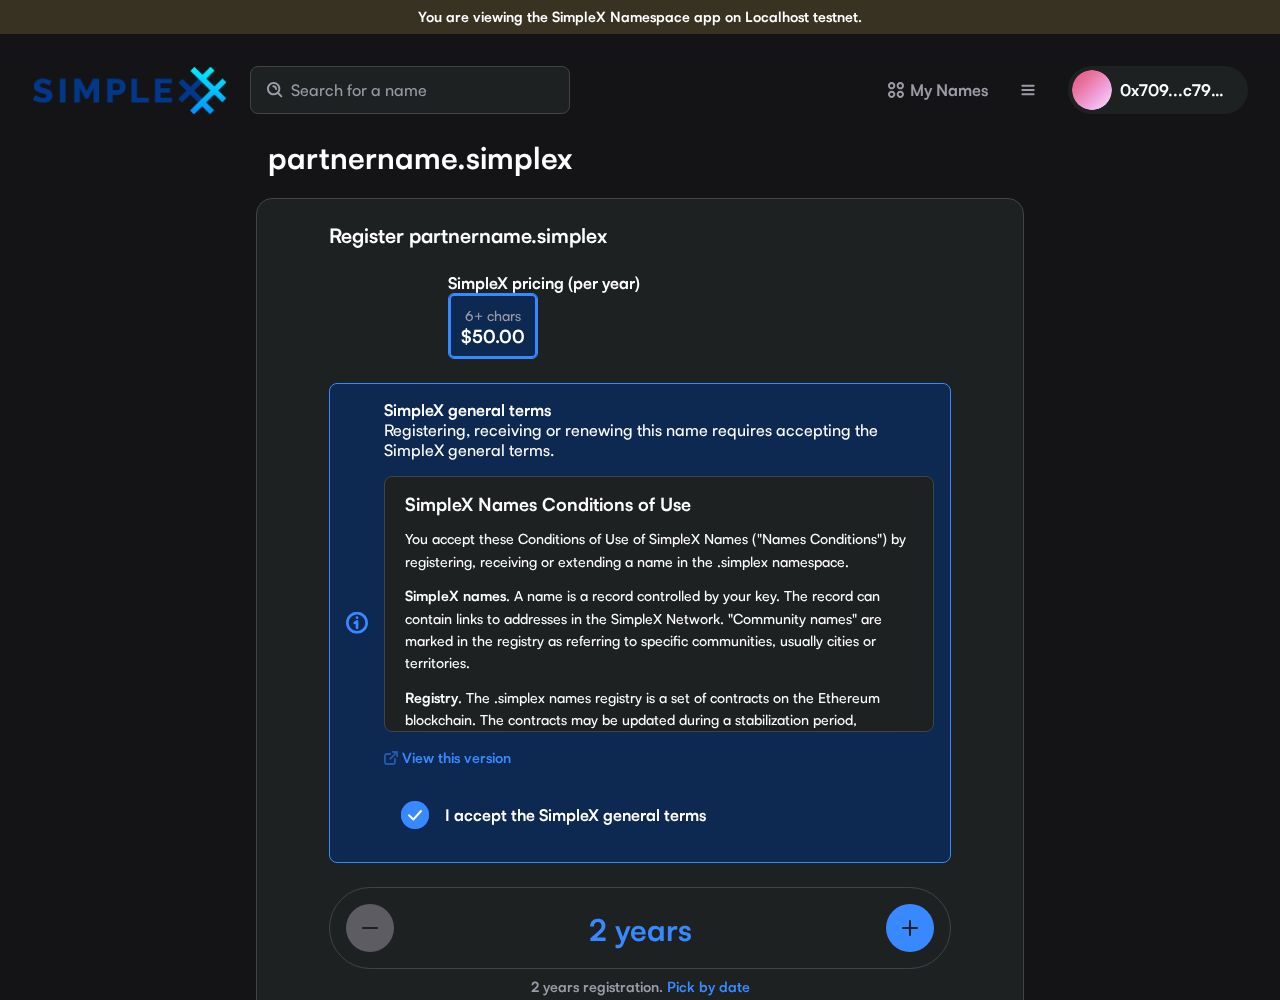 You are viewing the SimpleX Namespace app on Localhost testnet.
SIMPLEX
Search for a name
My Names
0x709...c79...
partnername.simplex
Register partnername.simplex
SimpleX pricing (per year)
6+ chars
$50.00
SimpleX general terms
Registering, receiving or renewing this name requires accepting the
SimpleX general terms.
SimpleX Names Conditions of Use
You accept these Conditions of Use of SimpleX Names ("Names Conditions") by
registering, receiving or extending a name in the .simplex namespace.
SimpleX names. A name is a record controlled by your key. The record can
contain links to addresses in the SimpleX Network. "Community names" are
marked in the registry as referring to specific communities, usually cities or
territories.
Registry. The .simplex names registry is a set of contracts on the Ethereum
blockchain. The contracts may be updated during a stabilization period,
View this version
I accept the SimpleX general terms
2 years
2 years registration. Pick by date